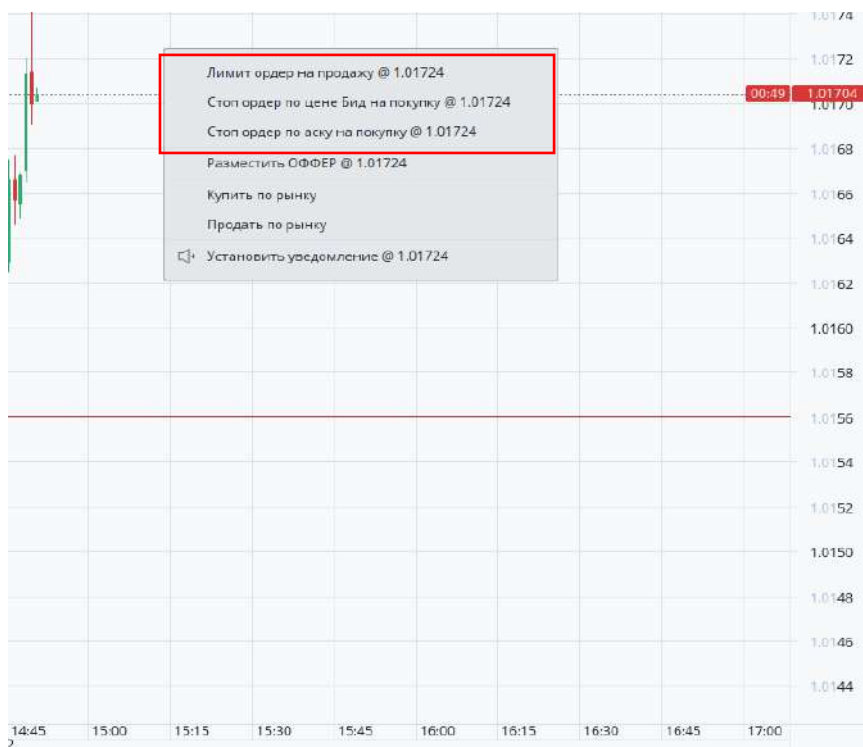 1.0174
Лимит ордер на продажу @ 1.01724
1.0172
Стоп ордер по цене Бид на покупку @ 1.01724
00:49 1.01704
1.0170
Стоп ордер по аску на покупку @ 1.01724
1.0168
Разместить ОФФЕР @ 1.01724
Купить по рынку
1.0166
Продать по рынку
1.0164
Установить уведомление @ 1.01724
1.0162
1.0160
1.0158
1.0156
1.0154
1.0152
1.0150
1.0148
1.0146
1.0144
14:45 15:00 15:15 15:30 15:45 16:00 16:15 16:30 16:45 17:00